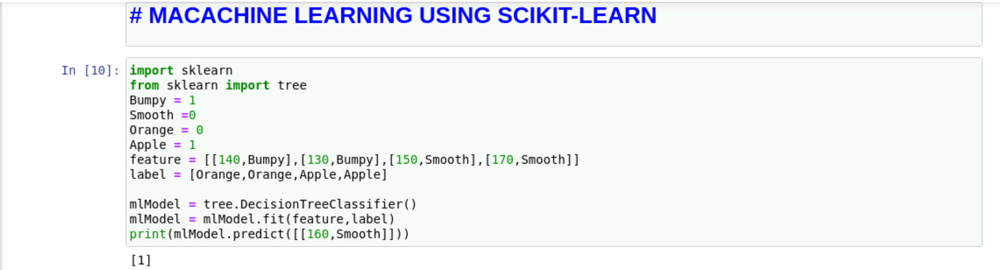 # MACACHINE LEARNING USING SCIKIT-LEARN
In [10]:
import sklearn
from sklearn import tree
Bumpy = 1
Smooth =0
Orange = 0
Apple = 1
feature = [[140,Bumpy],[130,Bumpy],[150,Smooth],[170,Smooth]]
label = [Orange,Orange,Apple,Apple]
mlModel = tree.DecisionTreeClassifier()
mlModel = mlModel.fit(feature,label)
print(mlModel.predict([[160,Smooth]]))
[1]